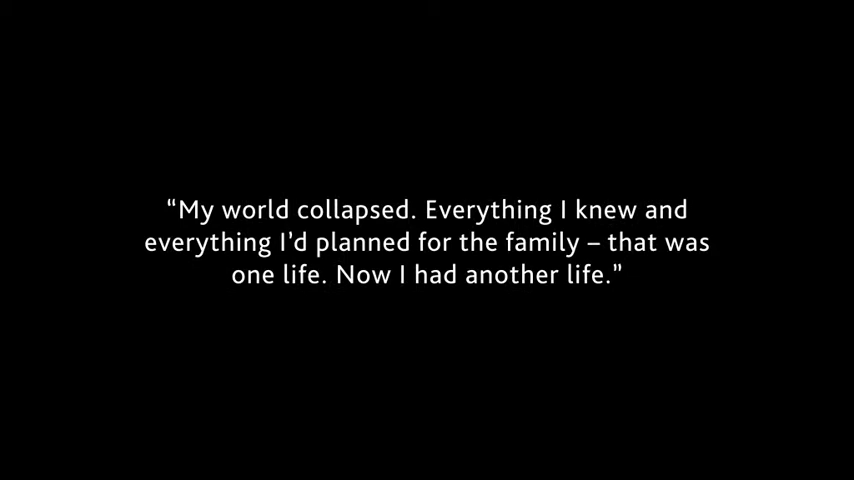 “My world collapsed. Everything I knew and
everything I’d planned for the family – that was
one life. Now I had another life.”